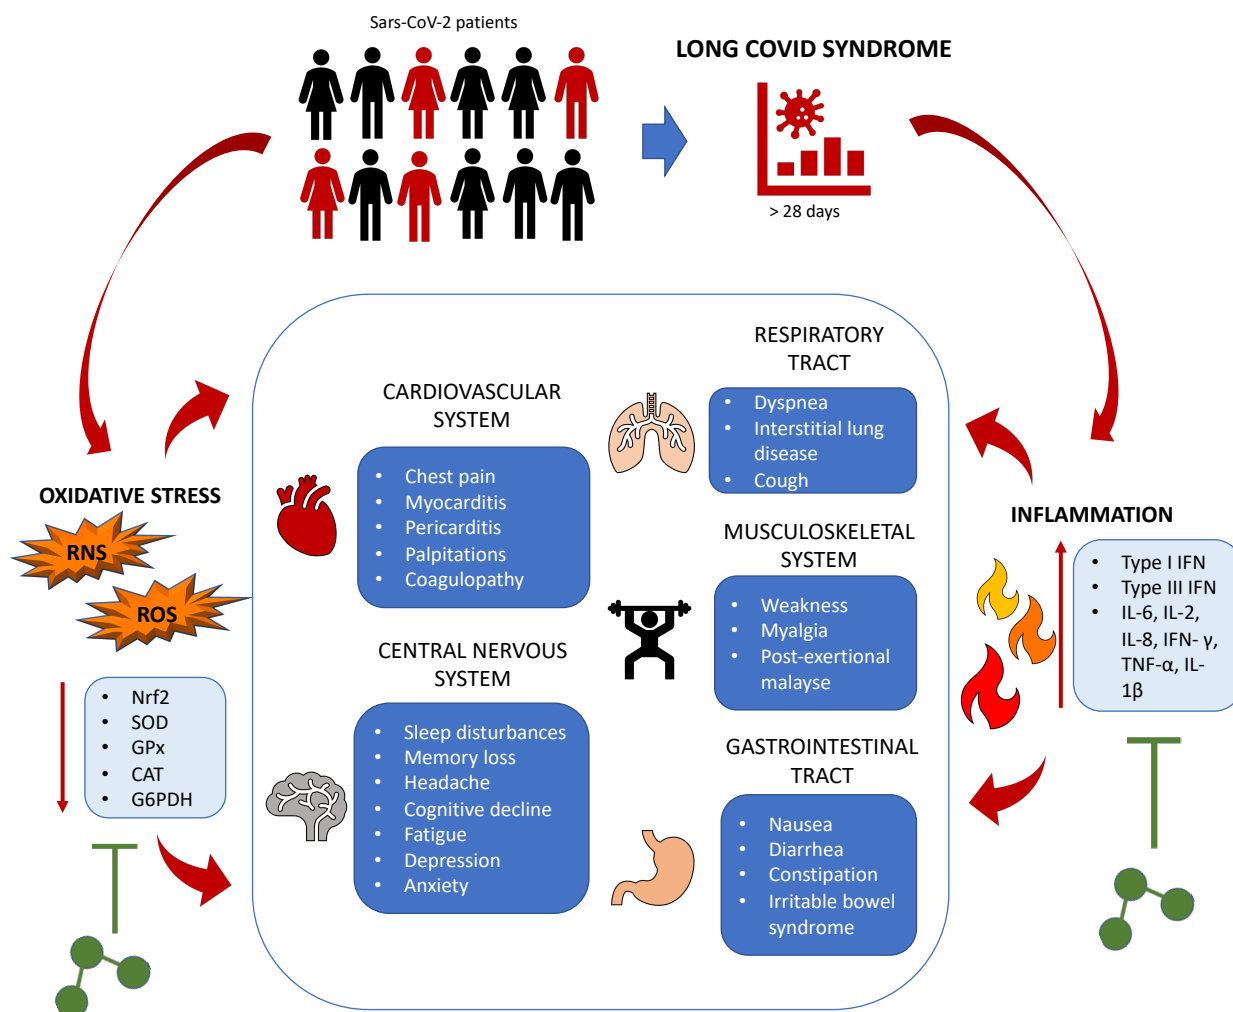 Sars-CoV-2 patients
LONG COVID SYNDROME
> 28 days
OXIDATIVE STRESS
RNS
ROS
• Nrf2
• SOD
• GPx
• CAT
• G6PDH
CARDIOVASCULAR
SYSTEM
• Chest pain
• Myocarditis
• Pericarditis
• Palpitations
• Coagulopathy
CENTRAL NERVOUS
SYSTEM
• Sleep disturbances
• Memory loss
• Headache
• Cognitive decline
• Fatigue
• Depression
• Anxiety
RESPIRATORY
TRACT
• Dyspnea
• Interstitial lung
disease
• Cough
MUSCULOSKELETAL
SYSTEM
• Weakness
• Myalgia
• Post-exertional
malayse
GASTROINTESTINAL
TRACT
• Nausea
• Diarrhea
• Constipation
• Irritable bowel
syndrome
INFLAMMATION
• Type I IFN
• Type III IFN
• IL-6, IL-2,
IL-8, IFN- γ,
TNF-α, IL-
1β